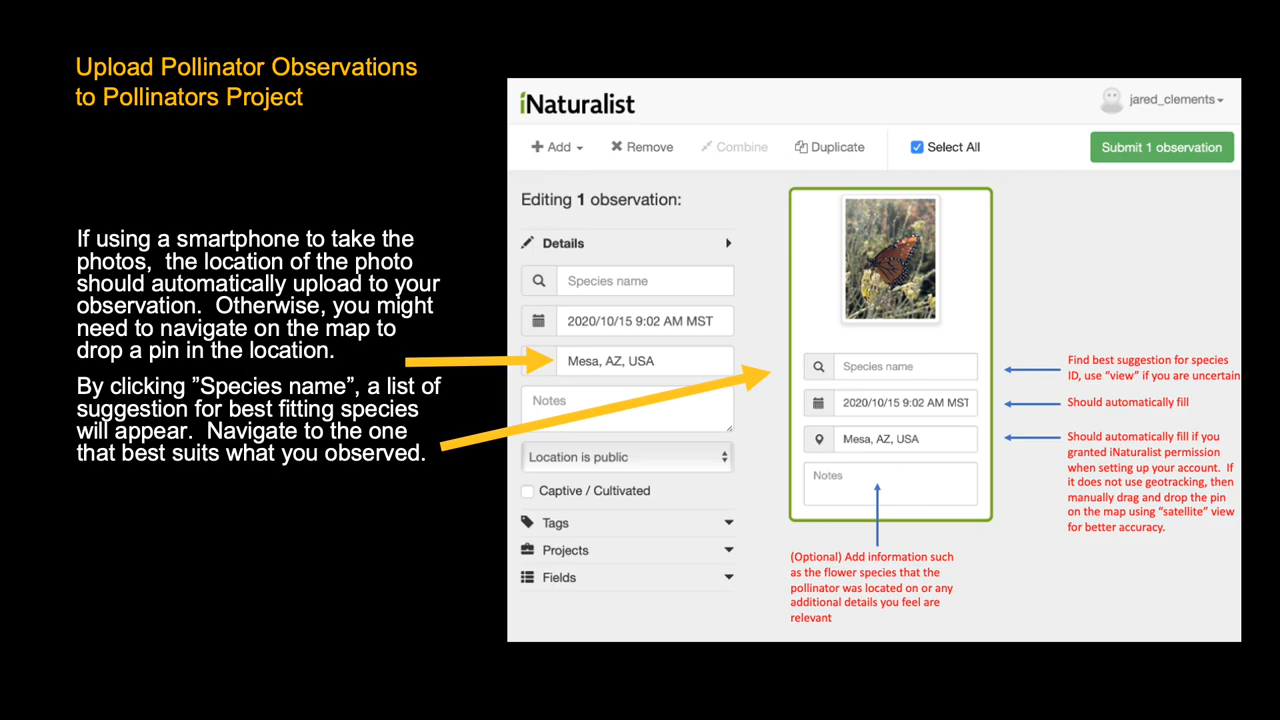 Upload Pollinator Observations
to Pollinators Project
If using a smartphone to take the
photos, the location of the photo
should automatically upload to your
observation. Otherwise, you might
need to navigate on the map to
drop a pin in the location.
By clicking ”Species name”, a list of
suggestion for best fitting species
will appear. Navigate to the one
that best suits what you observed.
iNaturalist
jared_clements
Add
Remove
Combine
Duplicate
Select All
Submit 1 observation
Editing 1 observation:
Details
Species name
2020/10/15 9:02 AM MST
Mesa, AZ, USA
Notes
Location is public
Captive / Cultivated
Tags
Projects
Fields
Species name
2020/10/15 9:02 AM MST
Mesa, AZ, USA
Notes
(Optional) Add information such
as the flower species that the
pollinator was located on or any
additional details you feel are
relevant
Find best suggestion for species
ID, use “view” if you are uncertain
Should automatically fill
Should automatically fill if you
granted iNaturalist permission
when setting up your account. If
it does not use geotracking, then
manually drag and drop the pin
on the map using “satellite” view
for better accuracy.